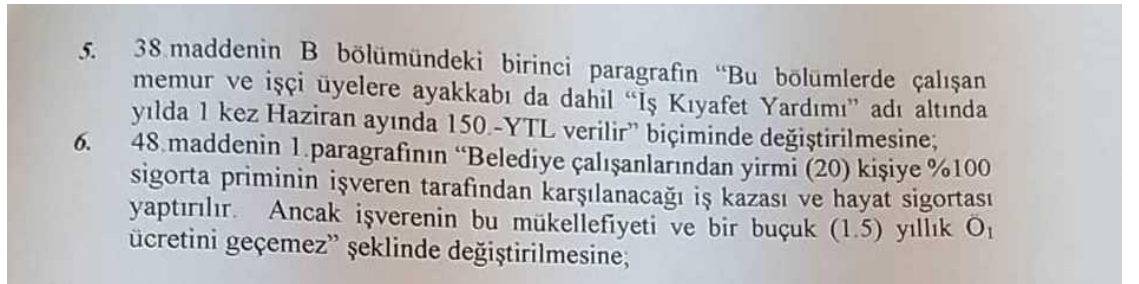 5. 38.maddenin B bölümündeki birinci paragrafın “Bu bölümlerde çalışan
memur ve işçi üyelere ayakkabı da dahil “İş Kıyafet Yardımı” adı altında
yılda 1 kez Haziran ayında 150.-YTL verilir” biçiminde değiştirilmesine;
6. 48.maddenin 1.paragrafının “Belediye çalışanlarından yirmi (20) kişiye %100
sigorta priminin işveren tarafından karşılanacağı iş kazası ve hayat sigortası
yaptırılır. Ancak işverenin bu mükellefiyeti ve bir buçuk (1.5) yıllık Ö₁
ücretini geçemez” şeklinde değiştirilmesine;